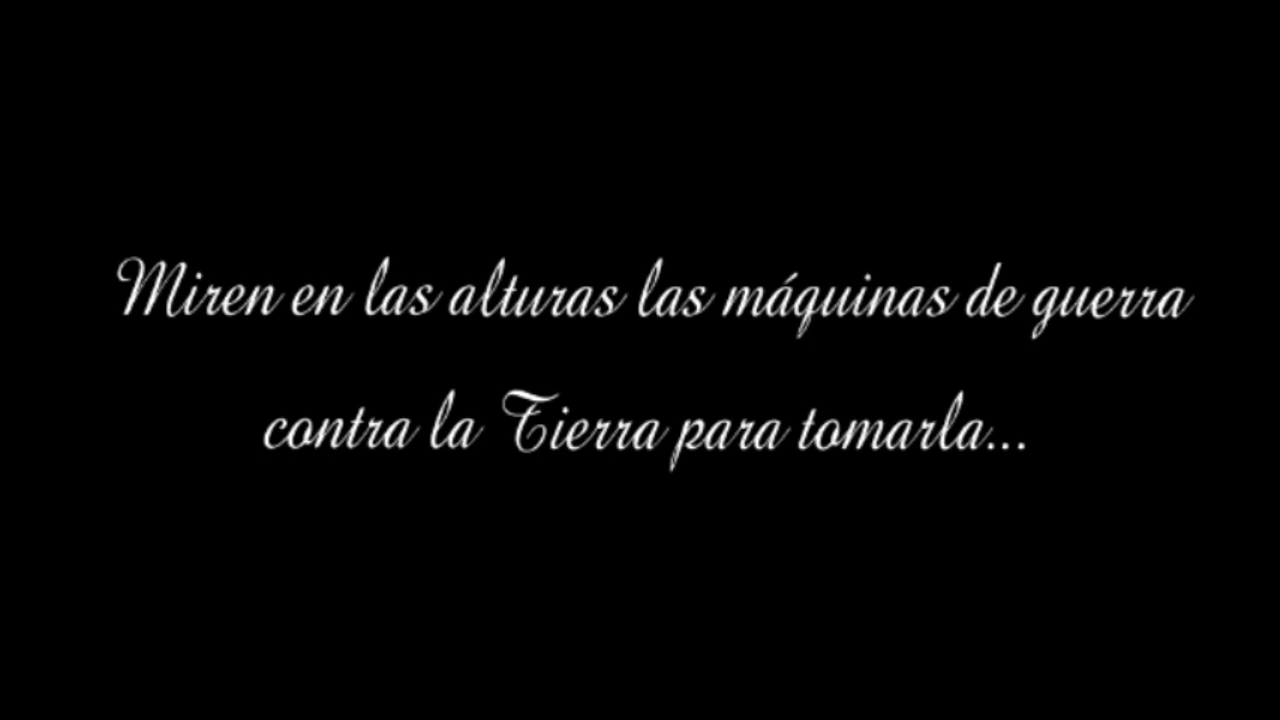 Miren en las alturas las máquinas de guerra
contra la Tierra para tomarla...